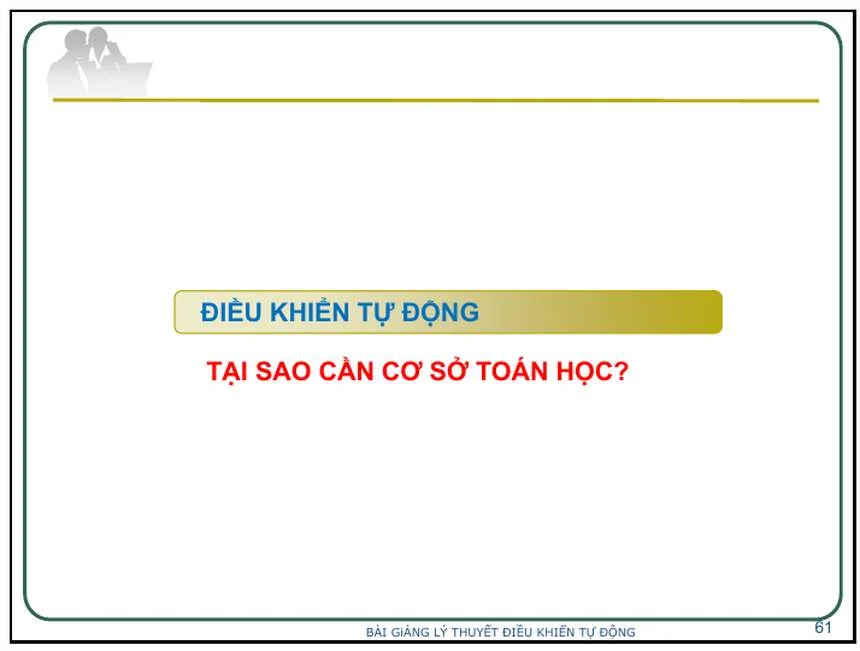 ĐIỀU KHIỂN TỰ ĐỘNG
TẠI SAO CẦN CƠ SỞ TOÁN HỌC?
BÀI GiẢNG LÝ THUYẾT ĐIỀU KHIỂN TỰ ĐỘNG
61